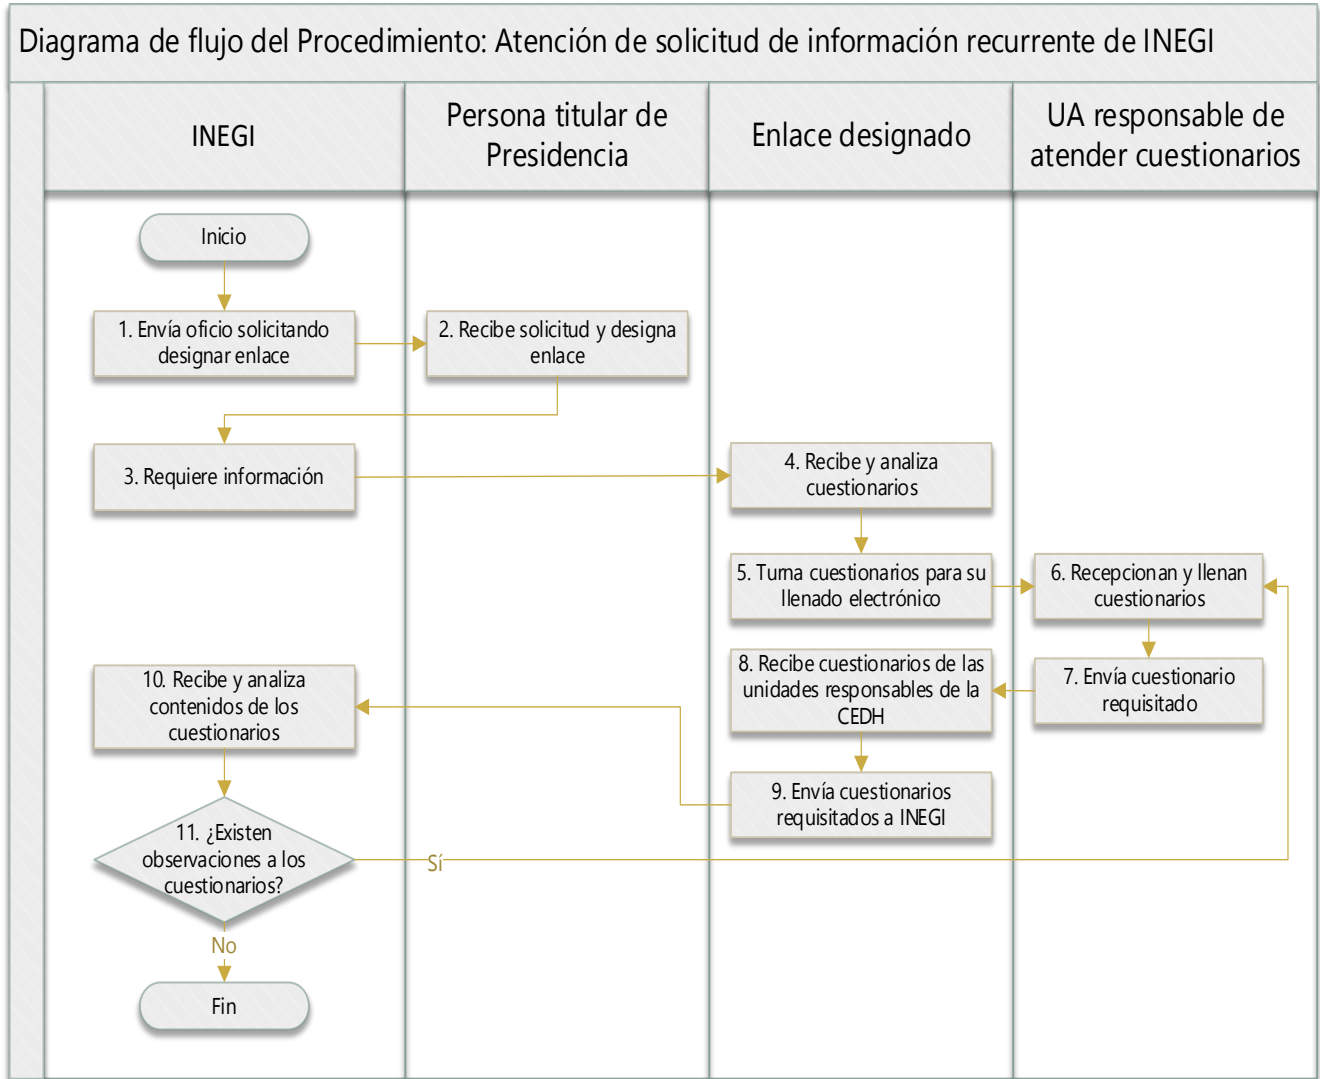 Diagrama de flujo del Procedimiento: Atención de solicitud de información recurrente de INEGI
INEGI
Persona titular de
Presidencia
Enlace designado
UA responsable de
atender cuestionarios
Inicio
1. Envía oficio solicitando
designar enlace
2. Recibe solicitud y designa
enlace
3. Requiere información
4. Recibe y analiza
cuestionarios
5. Turna cuestionarios para su
llenado electrónico
6. Recepcionan y llenan
cuestionarios
7. Envía cuestionario
requisitado
8. Recibe cuestionarios de las
unidades responsables de la
CEDH
9. Envía cuestionarios
requisitados a INEGI
10. Recibe y analiza
contenidos de los
cuestionarios
11. ¿Existen
observaciones a los
cuestionarios?
Sí
No
Fin